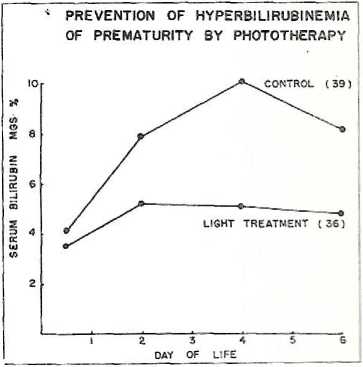 PREVENTION OF HYPERBILIRUBINEMIA
OF PREMATURITY BY PHOTOTHERAPY
10
CONTROL (39)
8
SERUM BILIRUBIN MGS %
6
LIGHT TREATMENT (36)
4
2
1 2 4 5 6
DAY OF LIFE